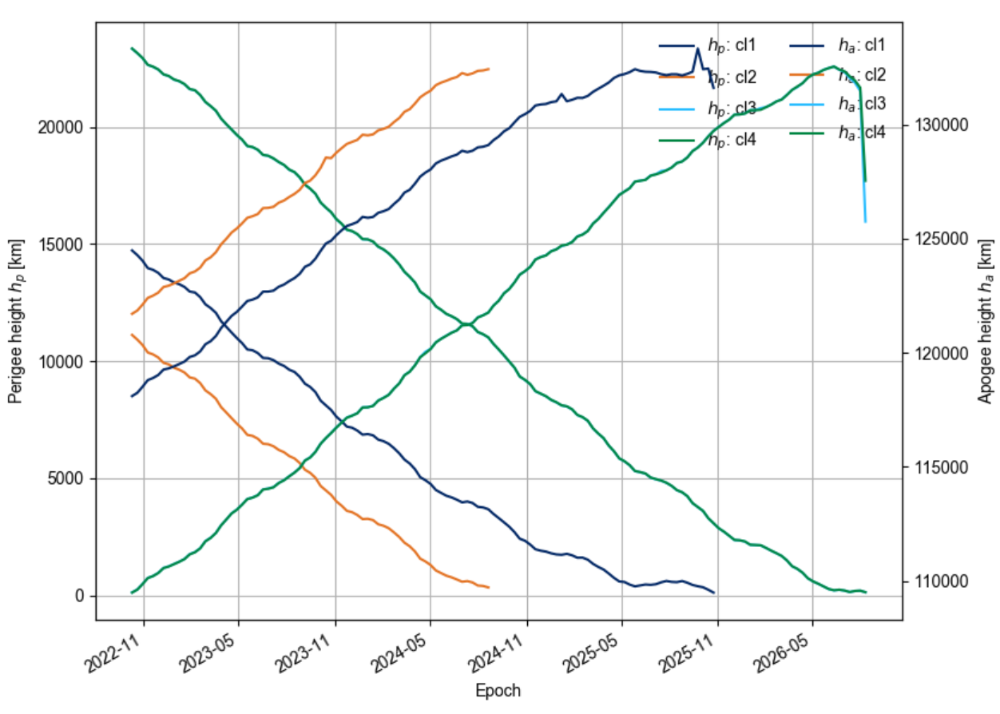 h_p: cl1
h_p: cl2
h_p: cl3
h_p: cl4
h_a: cl1
h_a: cl2
h_a: cl3
h_a: cl4
Perigee height h_p [km]
20000
15000
10000
5000
0
130000
125000
120000
115000
110000
Apogee height h_a [km]
2022-11
2023-05
2023-11
2024-05
2024-11
2025-05
2025-11
2026-05
Epoch